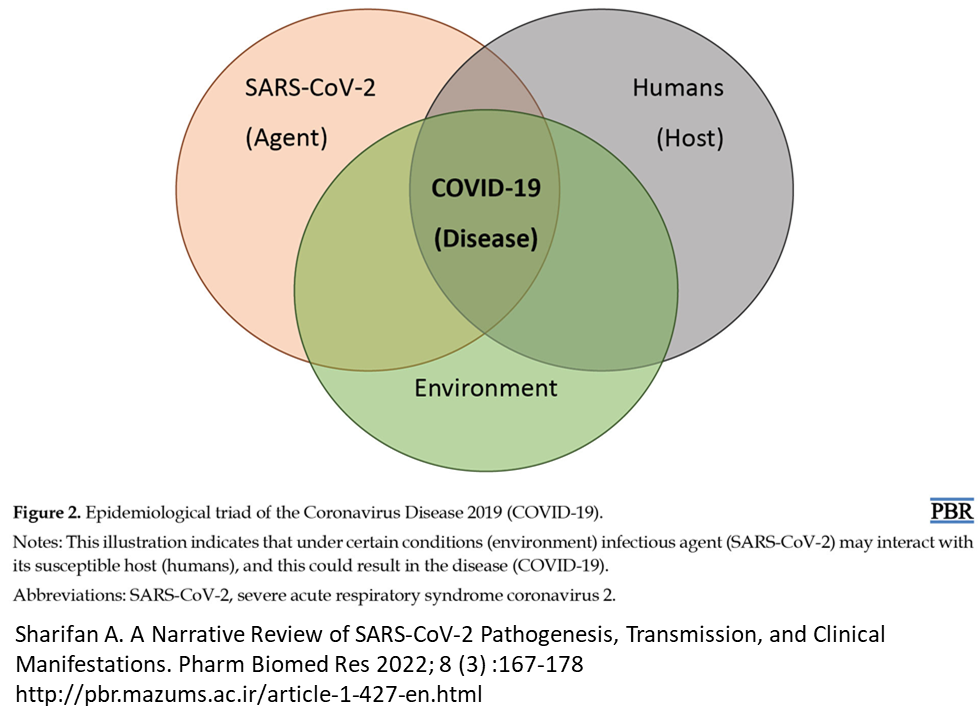 SARS-CoV-2
(Agent)
Humans
(Host)
COVID-19
(Disease)
Environment
Figure 2. Epidemiological triad of the Coronavirus Disease 2019 (COVID-19).
PBR
Notes: This illustration indicates that under certain conditions (environment) infectious agent (SARS-CoV-2) may interact with
its susceptible host (humans), and this could result in the disease (COVID-19).
Abbreviations: SARS-CoV-2, severe acute respiratory syndrome coronavirus 2.
Sharifan A. A Narrative Review of SARS-CoV-2 Pathogenesis, Transmission, and Clinical
Manifestations. Pharm Biomed Res 2022; 8 (3) :167-178
http://pbr.mazums.ac.ir/article-1-427-en.html